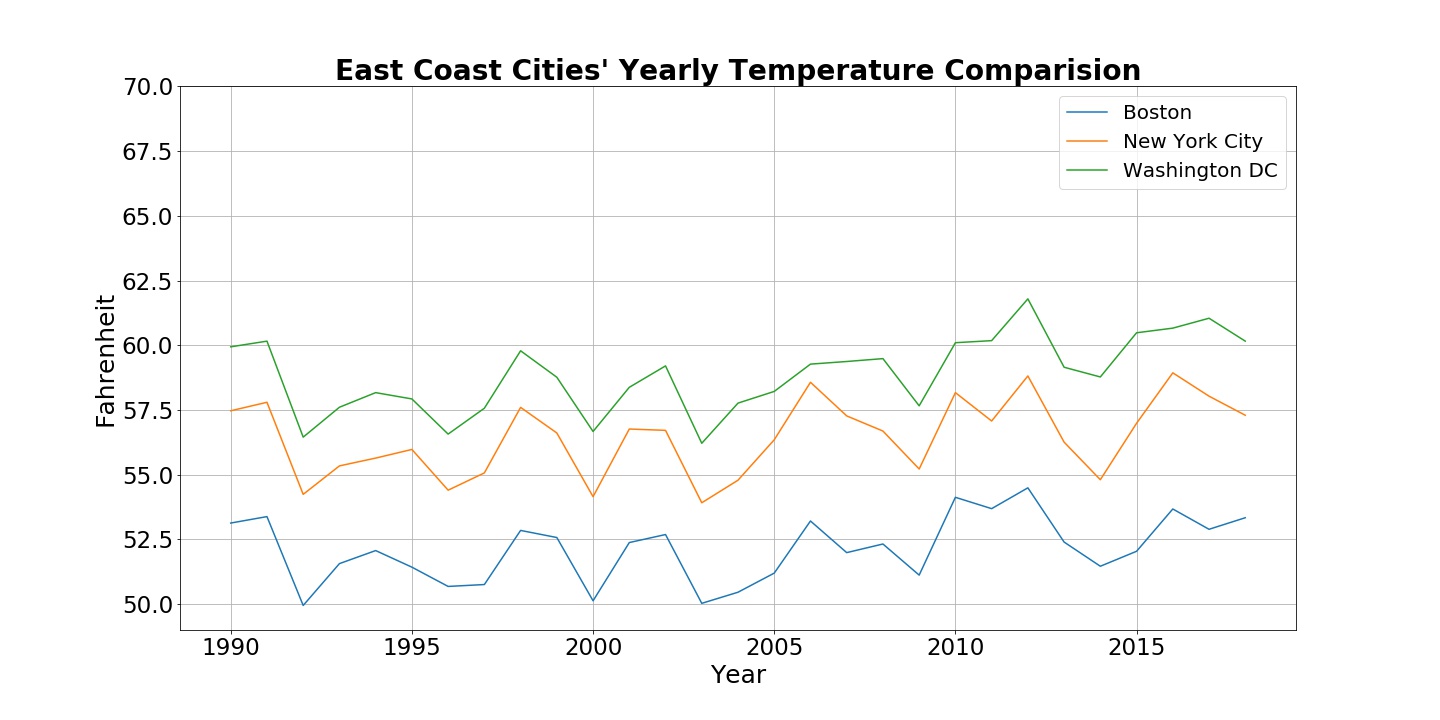 East Coast Cities' Yearly Temperature Comparision
70.0
67.5
65.0
62.5
60.0
57.5
55.0
52.5
50.0
Fahrenheit
Boston
New York City
Washington DC
1990 1995 2000 2005 2010 2015
Year